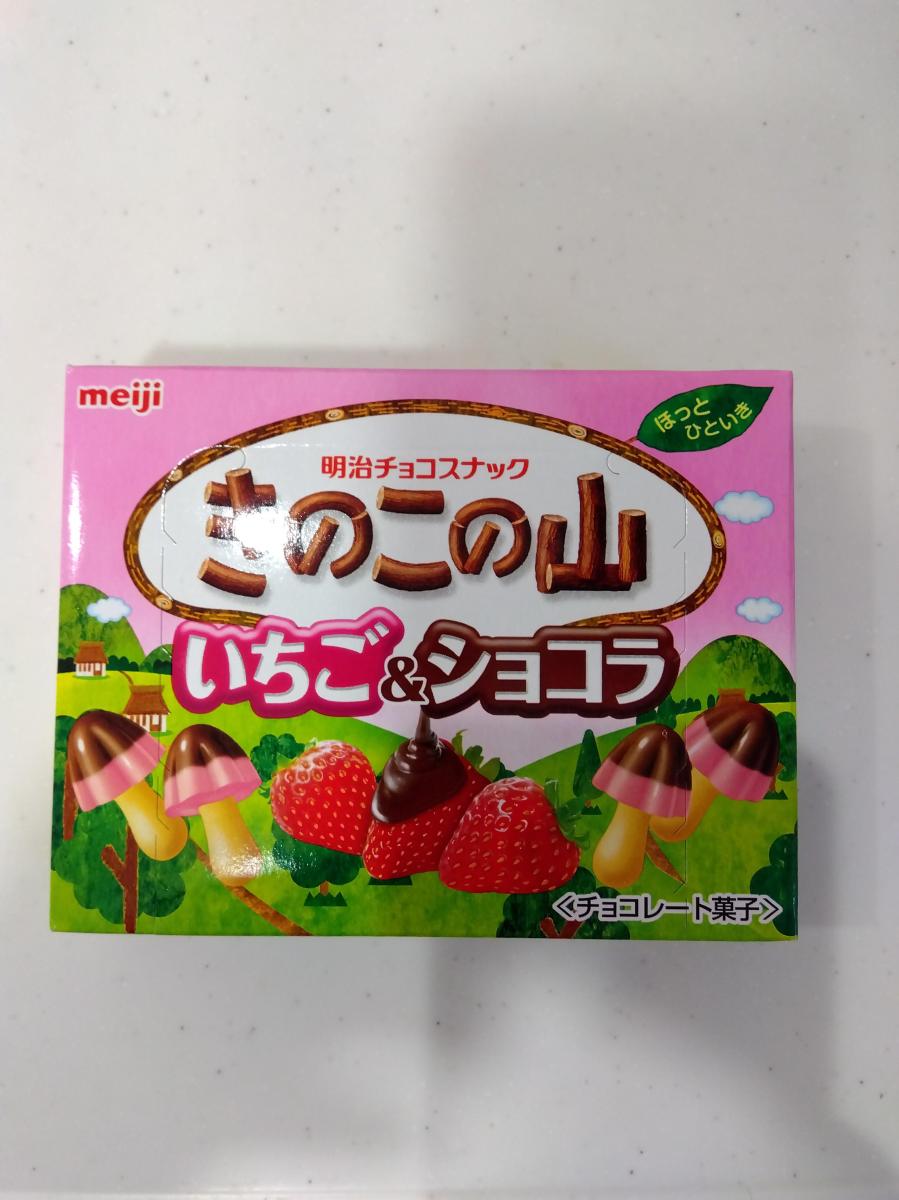 meiji
ほっと
ひといき
明治チョコスナック
きのこの山
いちご&ショコラ
<チョコレート菓子>